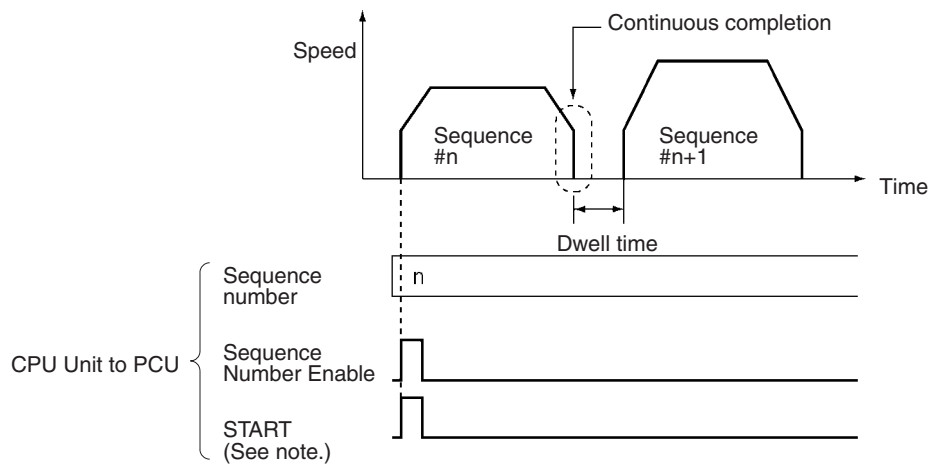 Continuous completion
Speed
Sequence
#n
Sequence
#n+1
Time
Dwell time
Sequence
number
n
CPU Unit to PCU
Sequence
Number Enable
START
(See note.)